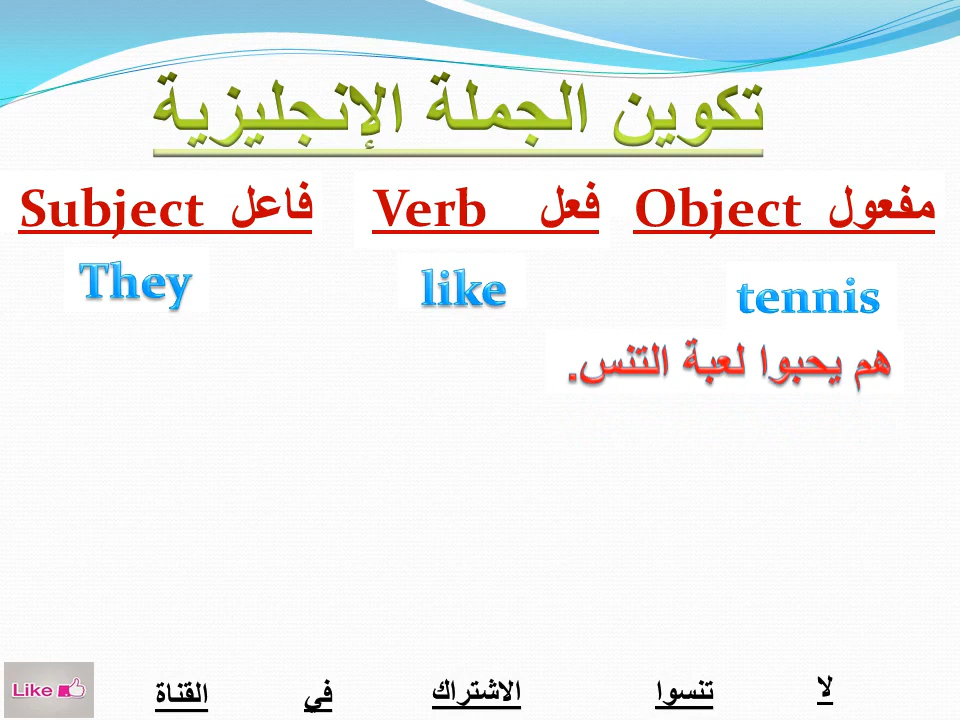 تكوين الجملة الإنجليزية
Subject فاعل Verb فعل Object مفعول
They like tennis
هم يحبوا لعبة التنس.
لا تنسوا الاشتراك في القناة
Like